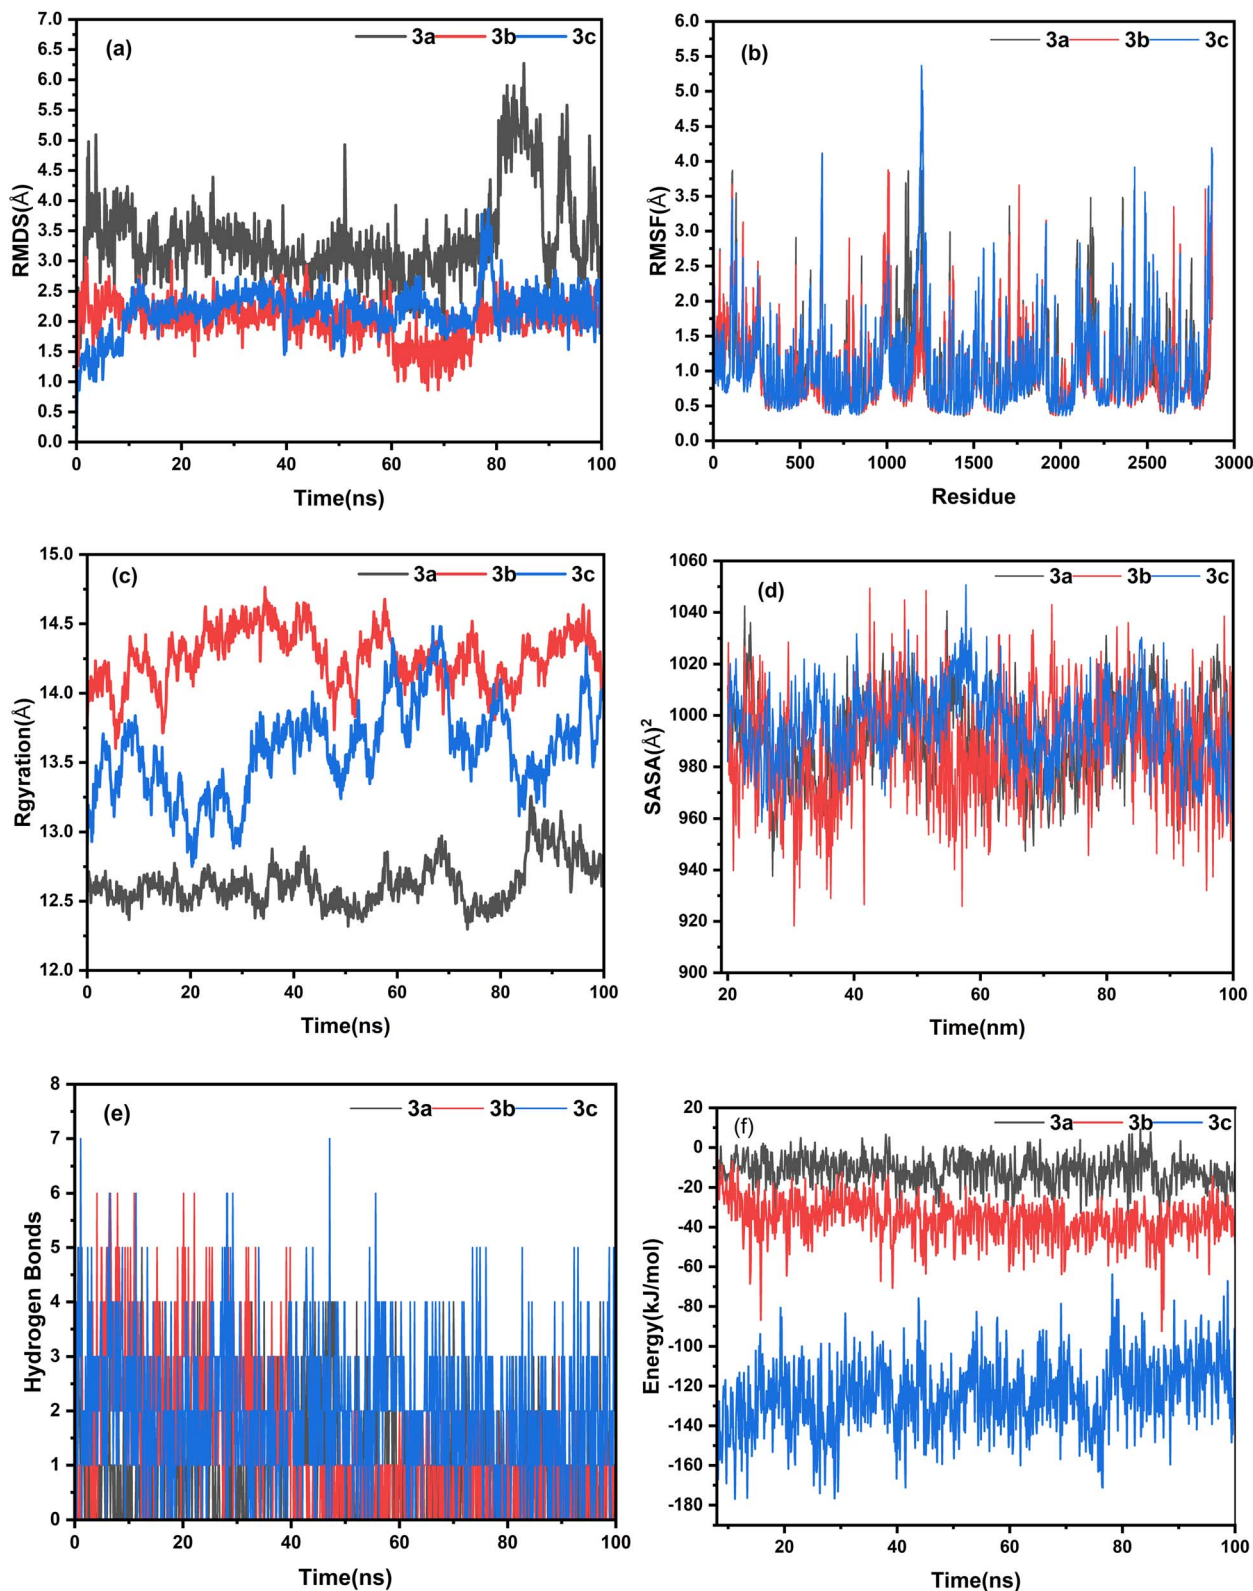 (a)
3a 3b 3c
7.0
6.5
6.0
5.5
5.0
4.5
4.0
3.5
3.0
2.5
2.0
1.5
1.0
0.5
0.0
RMDS(Å)
0 20 40 60 80 100
Time(ns)
(b)
3a 3b 3c
6.0
5.5
5.0
4.5
4.0
3.5
3.0
2.5
2.0
1.5
1.0
0.5
0.0
RMSF(Å)
0 500 1000 1500 2000 2500 3000
Residue
(c)
3a 3b 3c
15.0
14.5
14.0
13.5
13.0
12.5
12.0
Rgyration(Å)
0 20 40 60 80 100
Time(ns)
(d)
3a 3b 3c
1060
1040
1020
1000
980
960
940
920
900
SASA(Å)²
20 40 60 80 100
Time(nm)
(e)
3a 3b 3c
8
7
6
5
4
3
2
1
0
Hydrogen Bonds
0 20 40 60 80 100
Time(ns)
(f)
3a 3b 3c
20
0
-20
-40
-60
-80
-100
-120
-140
-160
-180
Energy(kJ/mol)
20 40 60 80 100
Time(ns)